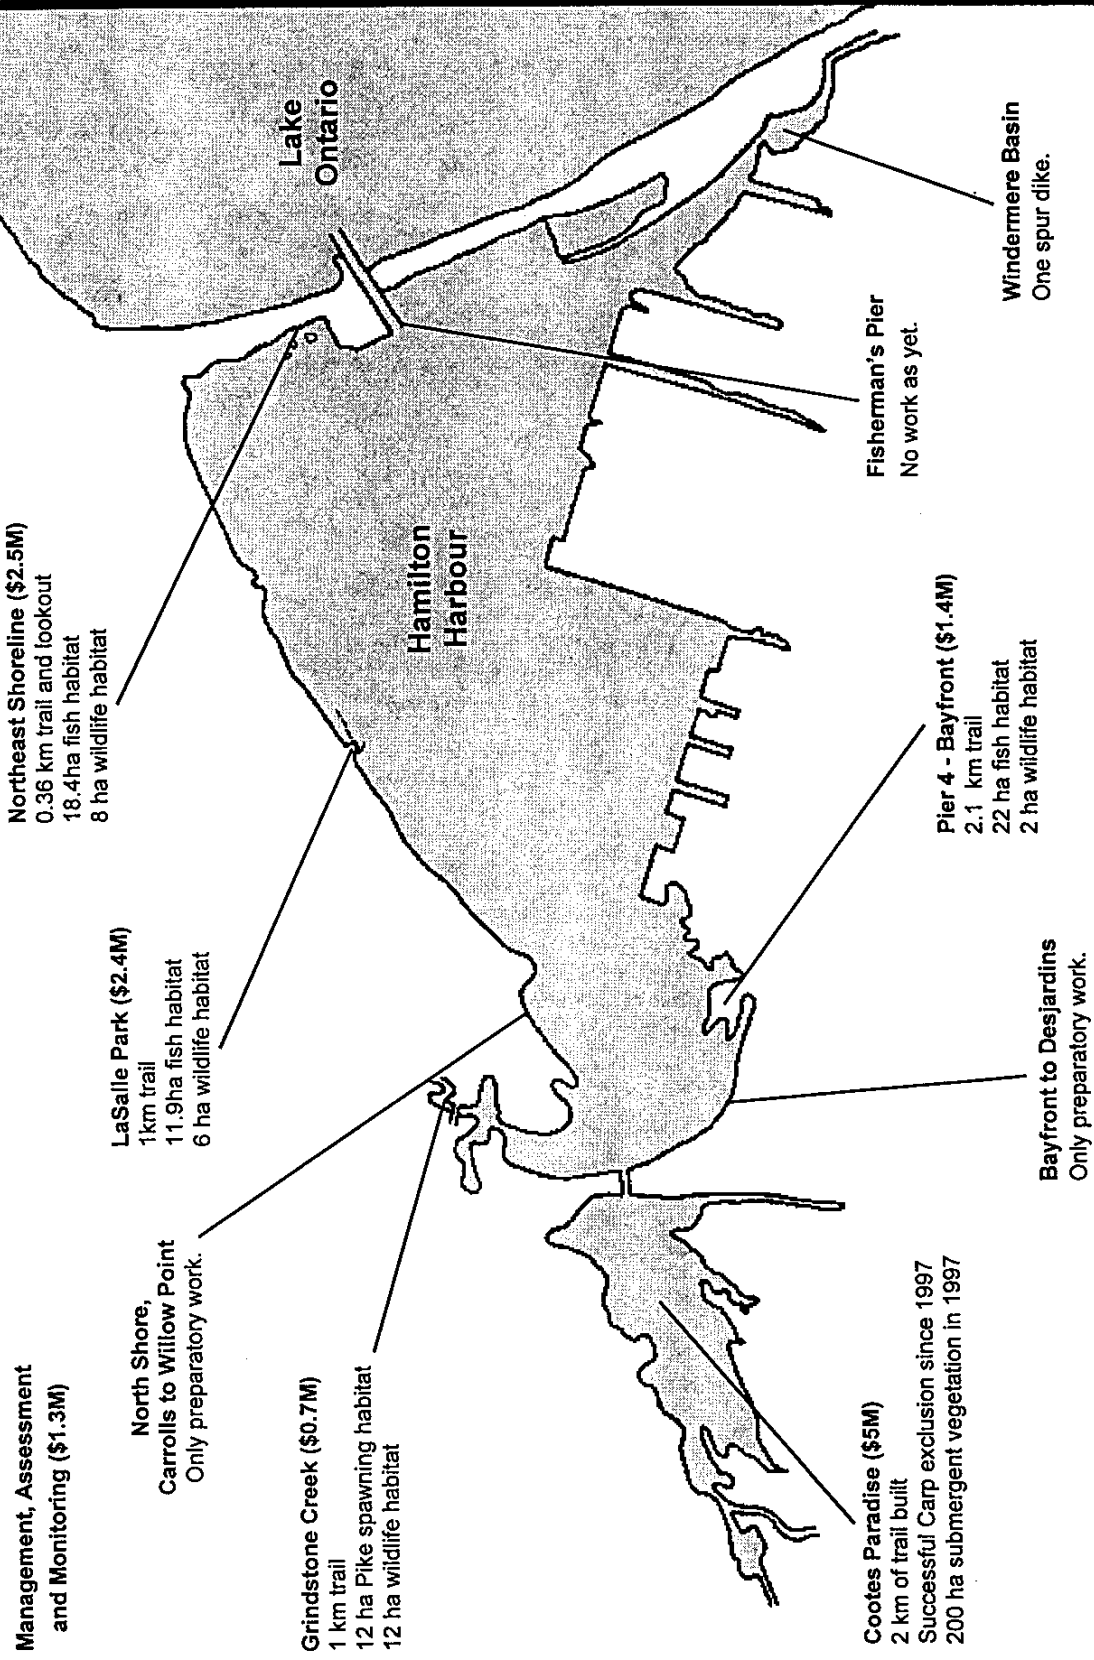 Management, Assessment
and Monitoring ($1.3M)
North Shore,
Carrolls to Willow Point
Only preparatory work.
Grindstone Creek ($0.7M)
1 km trail
12 ha Pike spawning habitat
12 ha wildlife habitat
LaSalle Park ($2.4M)
1km trail
11.9ha fish habitat
6 ha wildlife habitat
Northeast Shoreline ($2.5M)
0.36 km trail and lookout
18.4ha fish habitat
8 ha wildlife habitat
Lake
Ontario
Hamilton
Harbour
Cootes Paradise ($5M)
2 km of trail built
Successful Carp exclusion since 1997
200 ha submergent vegetation in 1997
Bayfront to Desjardins
Only preparatory work.
Pier 4 - Bayfront ($1.4M)
2.1 km trail
22 ha fish habitat
2 ha wildlife habitat
Fisherman's Pier
No work as yet.
Windermere Basin
One spur dike.